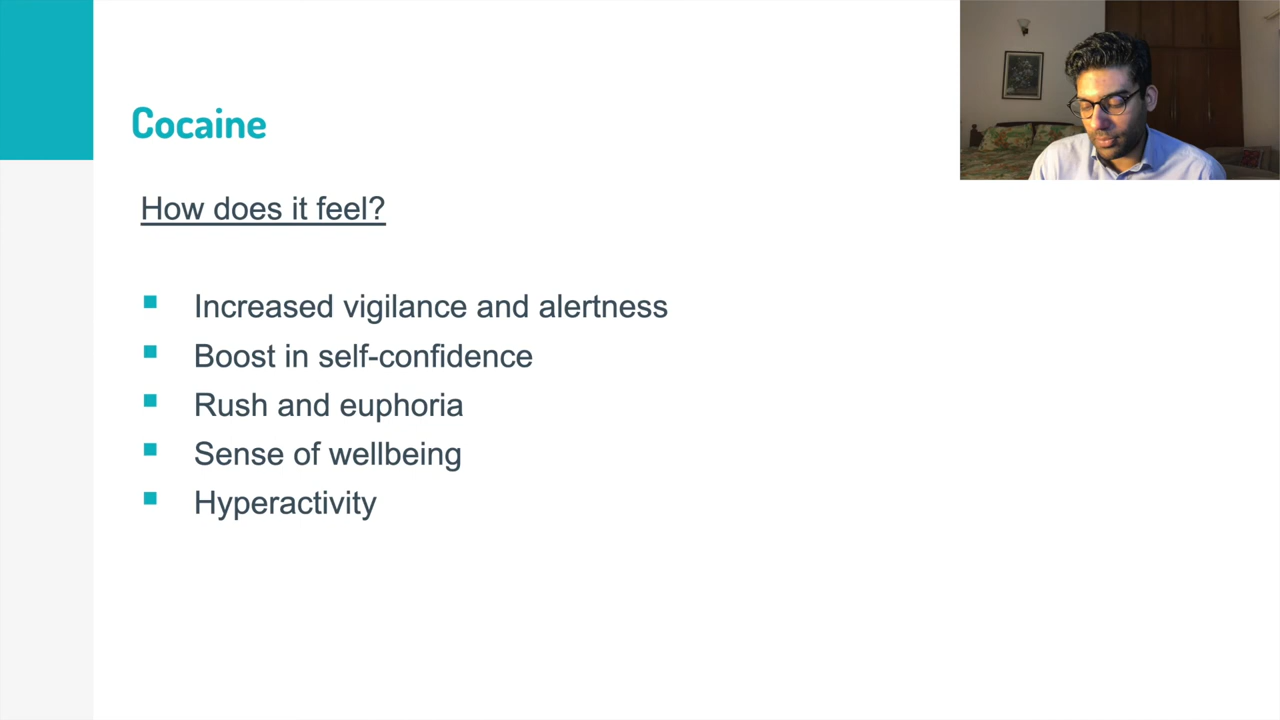 Cocaine
How does it feel?
Increased vigilance and alertness
Boost in self-confidence
Rush and euphoria
Sense of wellbeing
Hyperactivity